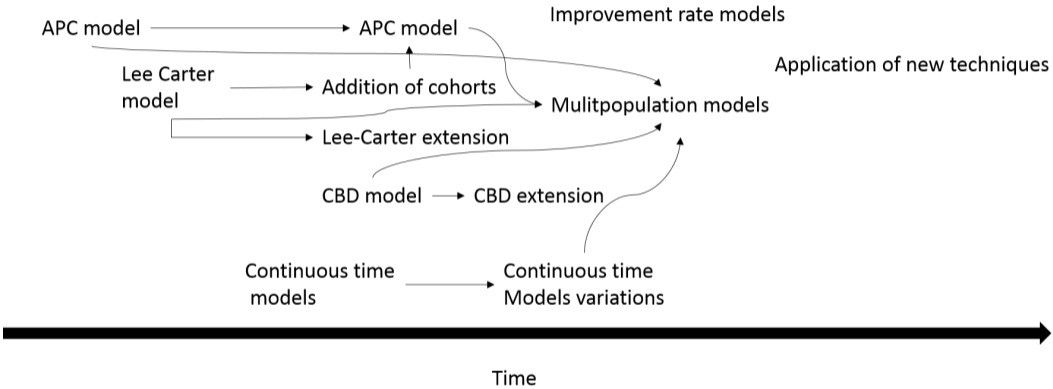 APC model
APC model
Improvement rate models
Application of new techniques
Lee Carter
model
Addition of cohorts
Mulitpopulation models
Lee-Carter extension
CBD model
CBD extension
Continuous time
models
Continuous time
Models variations
Time